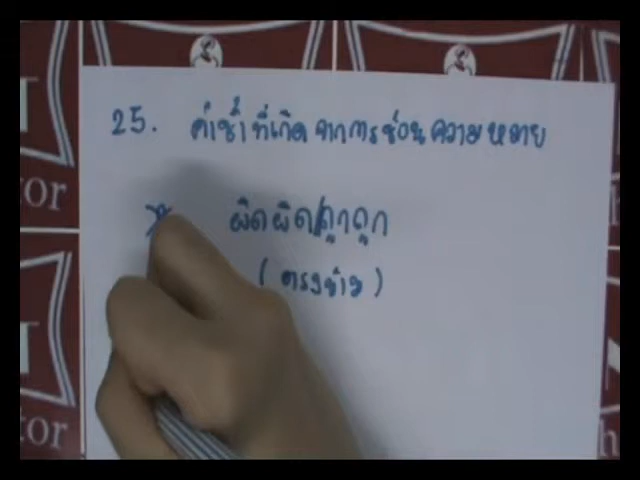 25. คำซ้ำที่เกิดจากการซ้อนความหมาย
ผิดผิด/ถูกถูก
(ตรงข้าม)
tor
tor